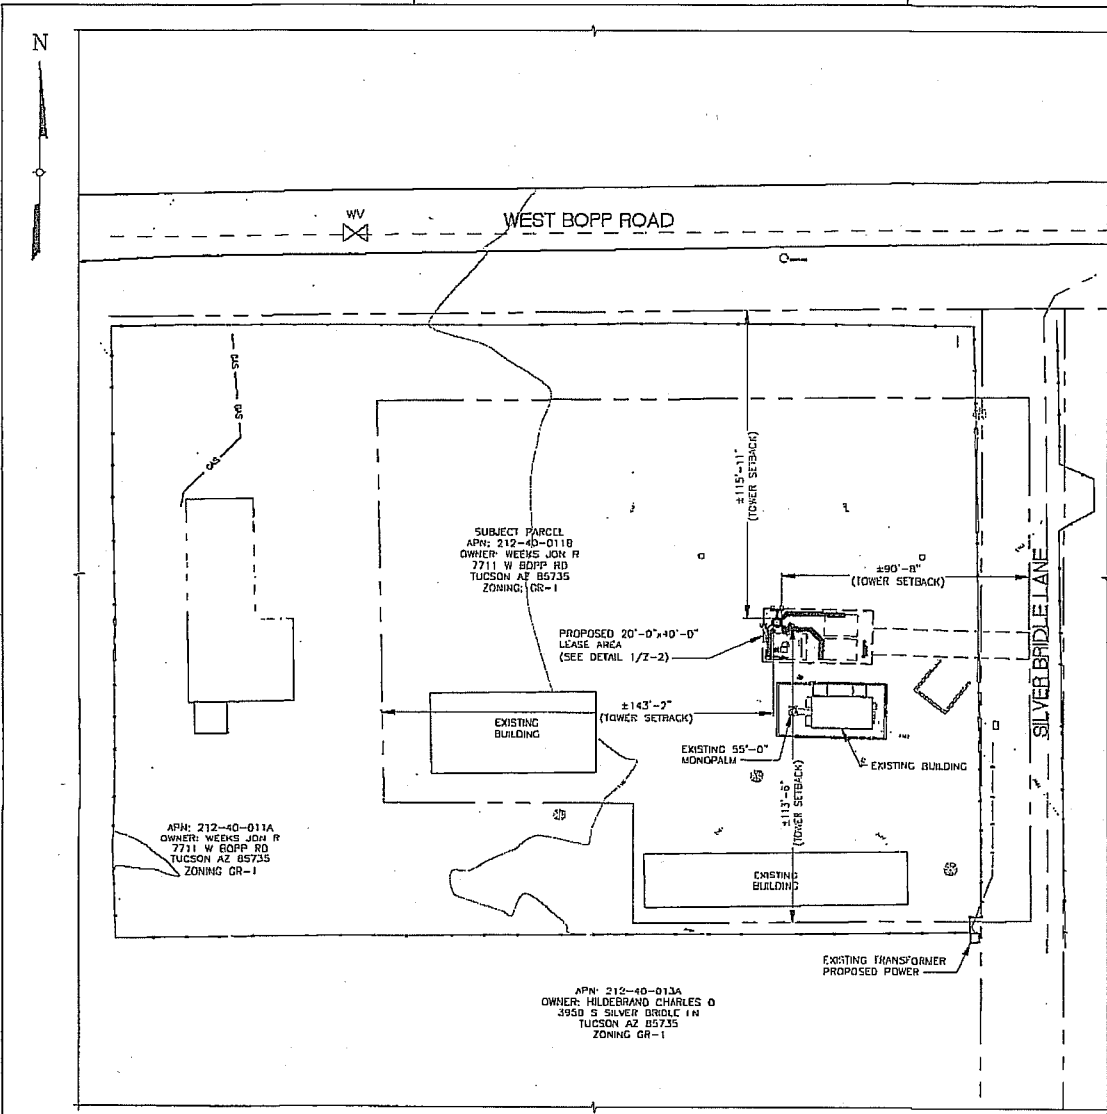 N
WV
WEST BOPP ROAD
GAS
GAS
GAS
±115'-11"
(TOWER SETBACK)
SUBJECT PARCEL
APN: 212-40-011B
OWNER: WEEKS JON R
7711 W BOPP RD
TUCSON AZ 85735
ZONING: GR-1
±90'-8"
(TOWER SETBACK)
PROPOSED 20'-0"x40'-0"
LEASE AREA
(SEE DETAIL 1/Z-2)
SILVER BRIDLE LANE
±143'-2"
(TOWER SETBACK)
EXISTING
BUILDING
EXISTING 55'-0"
MONOPALM
EXISTING BUILDING
±113'-6"
(TOWER SETBACK)
APN: 212-40-011A
OWNER: WEEKS JON R
7711 W BOPP RD
TUCSON AZ 85735
ZONING GR-1
EXISTING
BUILDING
EXISTING TRANSFORMER
PROPOSED POWER
APN: 212-40-013A
OWNER: HILDEBRAND CHARLES O
3950 S SILVER BRIDLE LN
TUCSON AZ 85735
ZONING GR-1